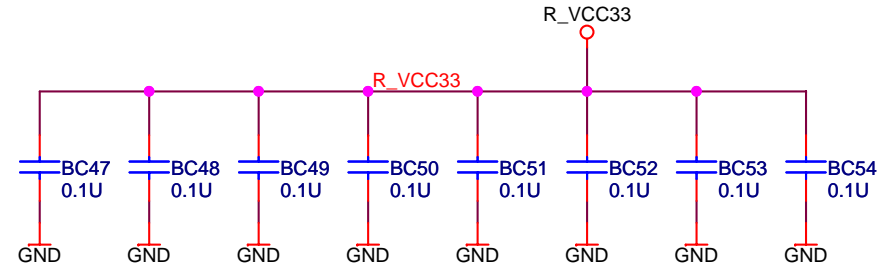 R_VCC33
R_VCC33
BC47 BC48 BC49 BC50 BC51 BC52 BC53 BC54
0.1U 0.1U 0.1U 0.1U 0.1U 0.1U 0.1U 0.1U
GND GND GND GND GND GND GND GND